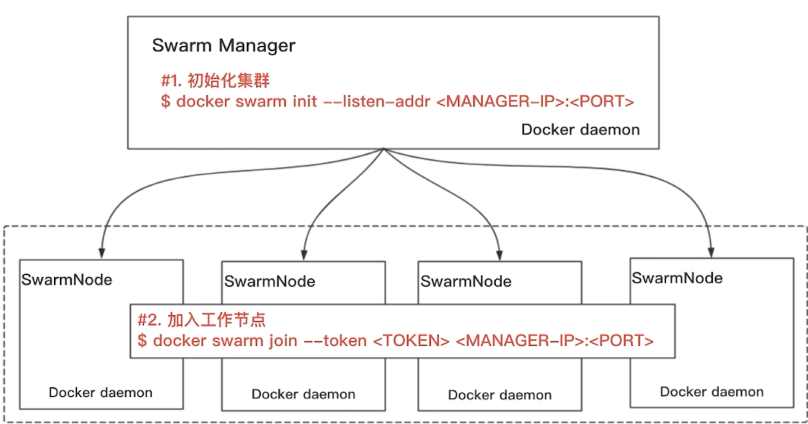 Swarm Manager
#1. 初始化集群
$ docker swarm init --listen-addr <MANAGER-IP>:<PORT>
Docker daemon
SwarmNode
SwarmNode
SwarmNode
SwarmNode
#2. 加入工作节点
$ docker swarm join --token <TOKEN> <MANAGER-IP>:<PORT>
Docker daemon
Docker daemon
Docker daemon
Docker daemon